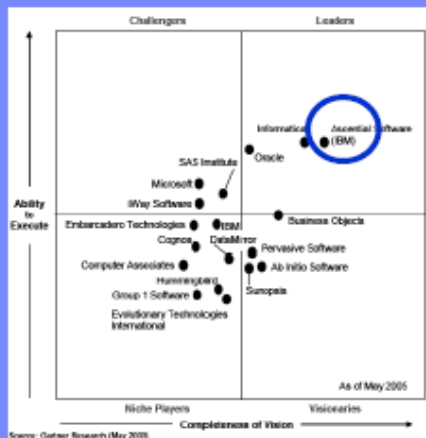 Challengers
Leaders
Informatica
Ascential Software
(IBM)
Oracle
SAS Institute
Microsoft
iWay Software
Ability
to
Execute
Business Objects
Embarcadero Technologies
IBM
Cognos
DataMirror
Pervasive Software
Computer Associates
Ab Initio Software
Hummingbird
Sunopsis
Group 1 Software
Evolutionary Technologies
International
As of May 2005
Niche Players
Visionaries
Completeness of Vision
Source: Gartner Research (May 2005)